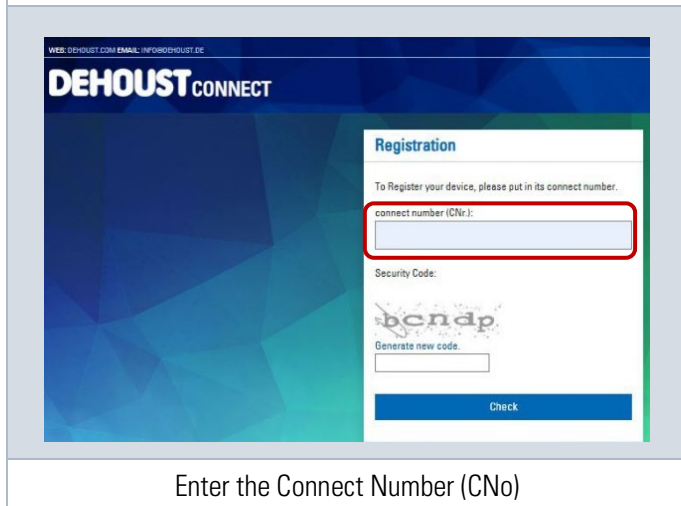 WEB: DEHOUST.COM EMAIL: INFO@DEHOUST.DE
DEHOUST CONNECT
Registration
To Register your device, please put in its connect number.
connect number (CNr.):
Security Code:
bcndp
Generate new code.
Check
Enter the Connect Number (CNo)